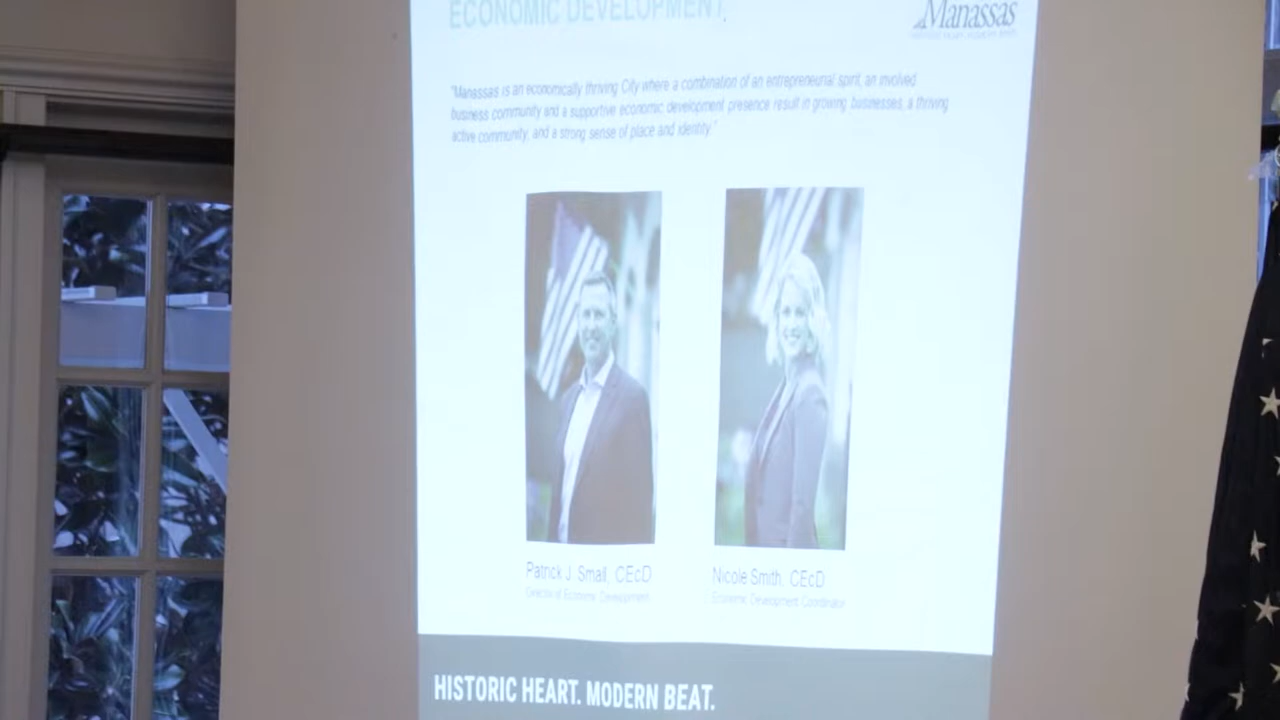 ECONOMIC DEVELOPMENT
Manassas
"Manassas is an economically thriving City where a combination of an entrepreneurial spirit, an involved
business community and a supportive economic development presence result in growing businesses, a thriving
active community, and a strong sense of place and identity."
Patrick J. Small, CEcD
Nicole Smith, CEcD
Director of Economic Development
Economic Development Coordinator
HISTORIC HEART. MODERN BEAT.